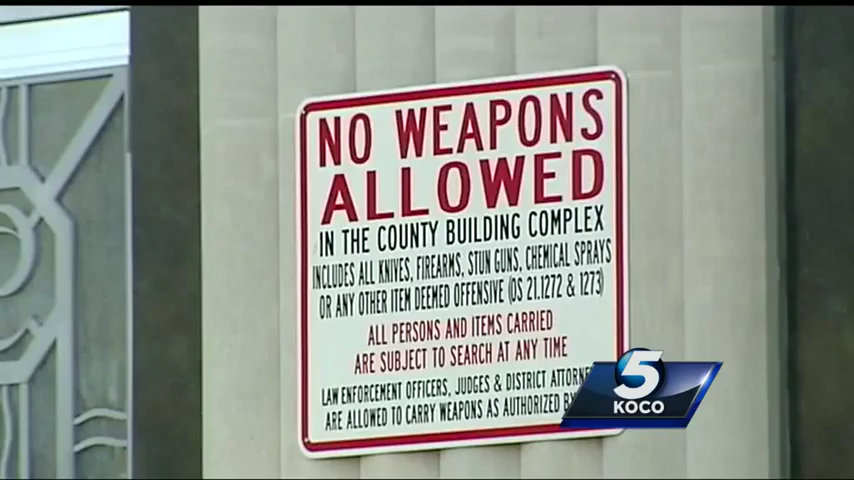 NO WEAPONS
ALLOWED
IN THE COUNTY BUILDING COMPLEX
INCLUDES ALL KNIVES, FIREARMS, STUN GUNS, CHEMICAL SPRAYS
OR ANY OTHER ITEM DEEMED OFFENSIVE (OS 21.1272 & 1273)
ALL PERSONS AND ITEMS CARRIED
ARE SUBJECT TO SEARCH AT ANY TIME
LAW ENFORCEMENT OFFICERS, JUDGES & DISTRICT
ARE ALLOWED TO CARRY WEAPONS AS AUTHORIZED
5
KOCO